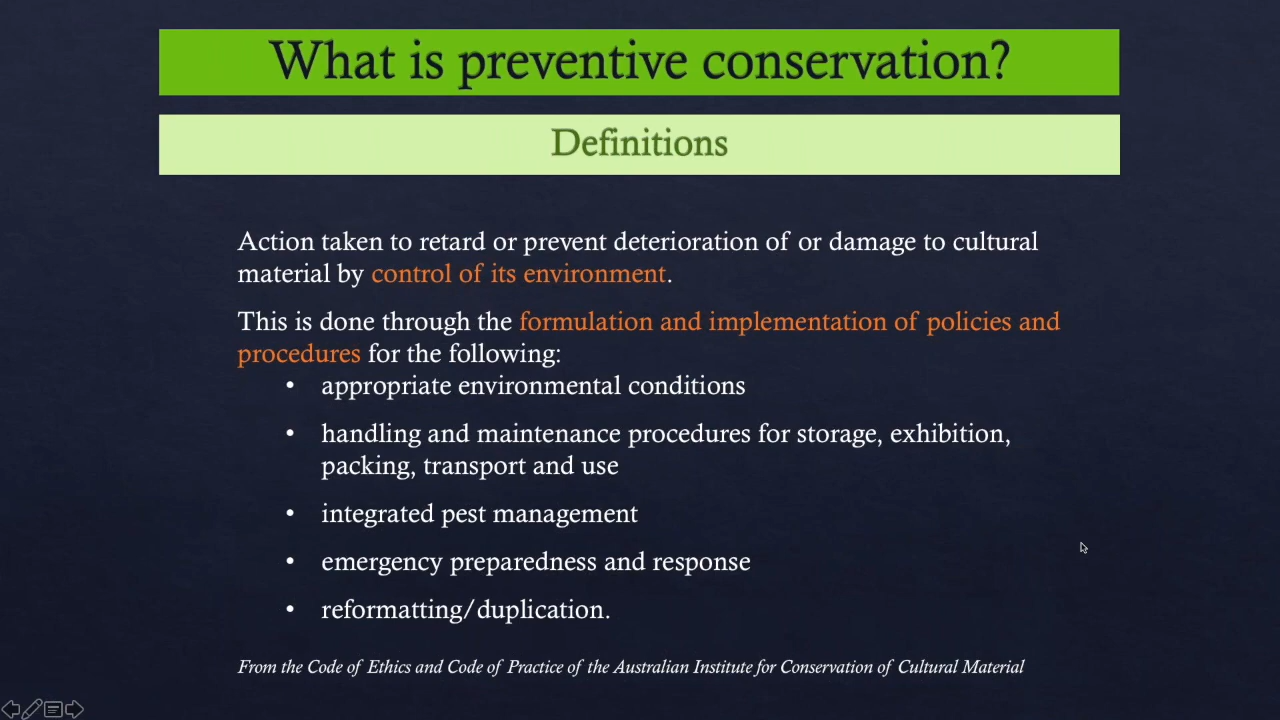 What is preventive conservation?
Definitions
Action taken to retard or prevent deterioration of or damage to cultural
material by control of its environment.
This is done through the formulation and implementation of policies and
procedures for the following:
• appropriate environmental conditions
• handling and maintenance procedures for storage, exhibition,
packing, transport and use
• integrated pest management
• emergency preparedness and response
• reformatting/duplication.
From the Code of Ethics and Code of Practice of the Australian Institute for Conservation of Cultural Material